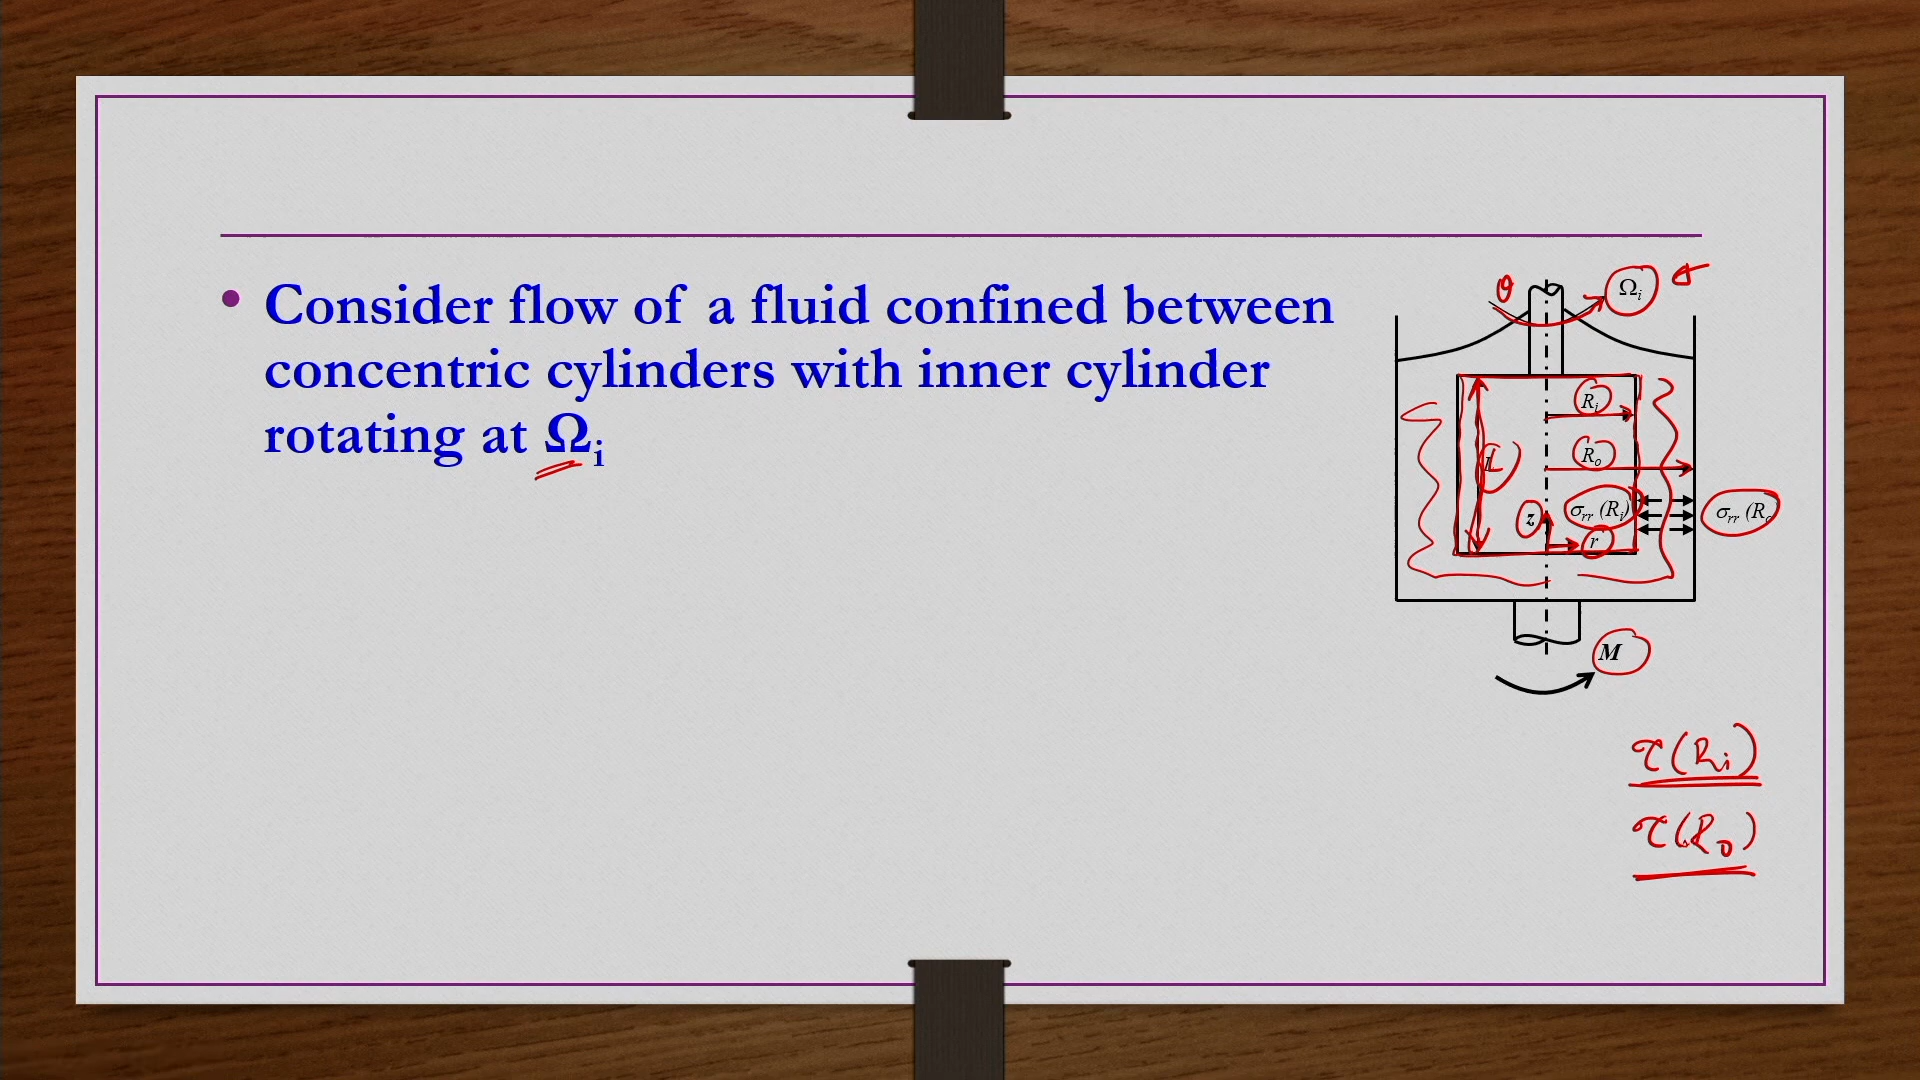 • Consider flow of a fluid confined between
concentric cylinders with inner cylinder
rotating at Ωi
θ
Ωi
Ri
L
Ro
z
σrr (Ri)
σrr (Ro
r
M
τ(Ri)
τ(Ro)